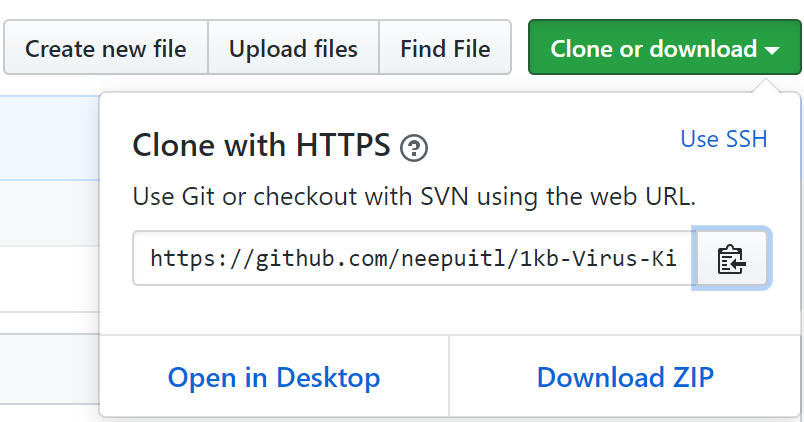 Create new file Upload files Find File Clone or download
Clone with HTTPS ?
Use SSH
Use Git or checkout with SVN using the web URL.
https://github.com/neepuitl/1kb-Virus-Ki
Open in Desktop Download ZIP